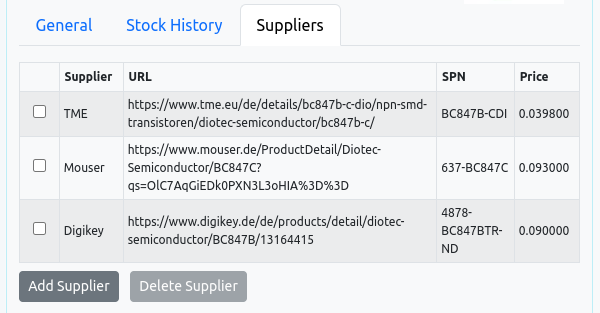 General Stock History Suppliers
Supplier URL SPN Price
TME https://www.tme.eu/de/details/bc847b-c-dio/npn-smd-
transistoren/diotec-semiconductor/bc847b-c/ BC847B-CDI 0.039800
https://www.mouser.de/ProductDetail/Diotec-
Mouser Semiconductor/BC847C? 637-BC847C 0.093000
qs=OlC7AqGiEDk0PXN3L3oHIA%3D%3D
Digikey https://www.digikey.de/de/products/detail/diotec-
semiconductor/BC847B/13164415 4878-
BC847BTR- 0.090000
ND
Add Supplier Delete Supplier